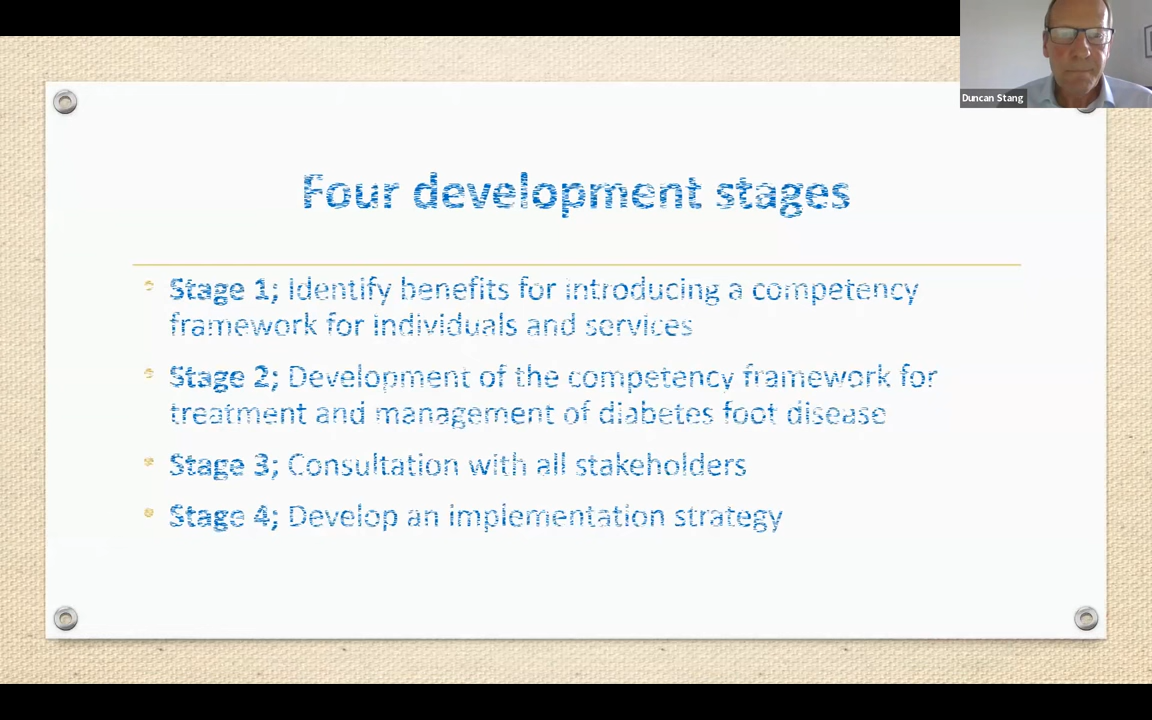 Duncan Stang
Four development stages
Stage 1; Identify benefits for introducing a competency
framework for individuals and services
Stage 2; Development of the competency framework for
treatment and management of diabetes foot disease
Stage 3; Consultation with all stakeholders
Stage 4; Develop an implementation strategy